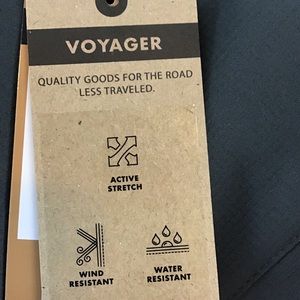 VOYAGER
QUALITY GOODS FOR THE ROAD
LESS TRAVELED.
ACTIVE
STRETCH
WIND
RESISTANT
WATER
RESISTANT